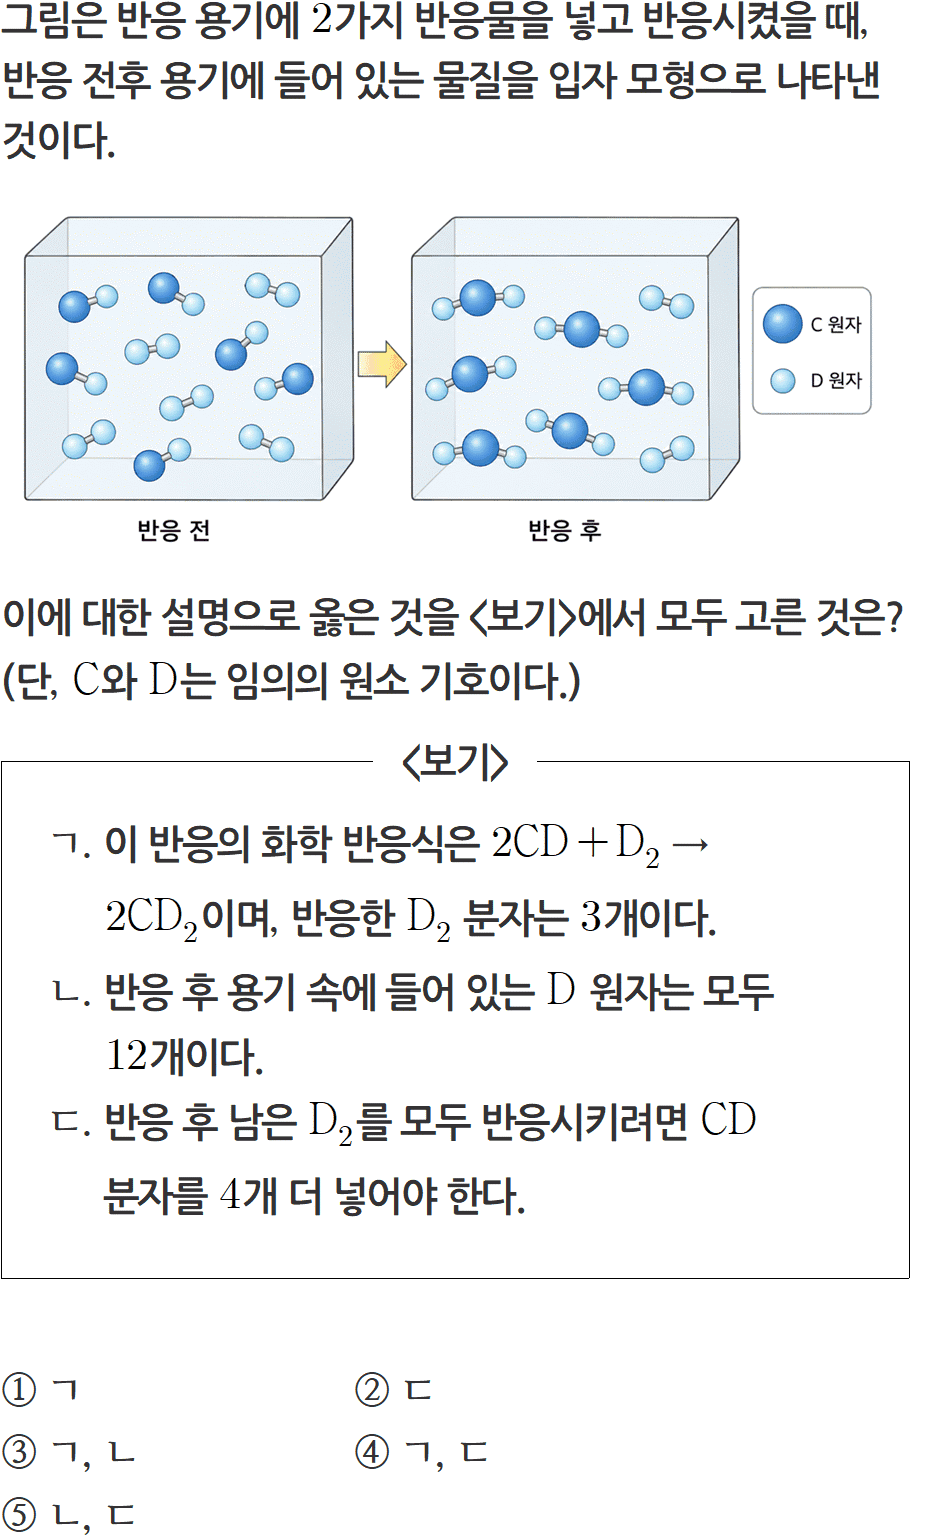 그림은 반응 용기에 2가지 반응물을 넣고 반응시켰을 때,
반응 전후 용기에 들어 있는 물질을 입자 모형으로 나타낸
것이다.
C 원자
D 원자
반응 전
반응 후
이에 대한 설명으로 옳은 것을 <보기>에서 모두 고른 것은?
(단, C와 D는 임의의 원소 기호이다.)
<보기>
ㄱ. 이 반응의 화학 반응식은 2CD + D₂ →
2CD₂이며, 반응한 D₂ 분자는 3개이다.
ㄴ. 반응 후 용기 속에 들어 있는 D 원자는 모두
12개이다.
ㄷ. 반응 후 남은 D₂를 모두 반응시키려면 CD
분자를 4개 더 넣어야 한다.
① ㄱ ② ㄷ
③ ㄱ, ㄴ ④ ㄱ, ㄷ
⑤ ㄴ, ㄷ